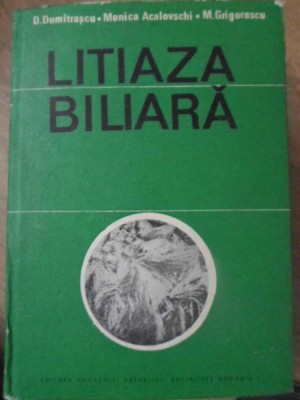 D. Dumitrașcu • Monica Acalovschi • M. Grigorescu
LITIAZA
BILIARĂ
EDITURA ACADEMIEI REPUBLICII SOCIALISTE ROMÂNIA